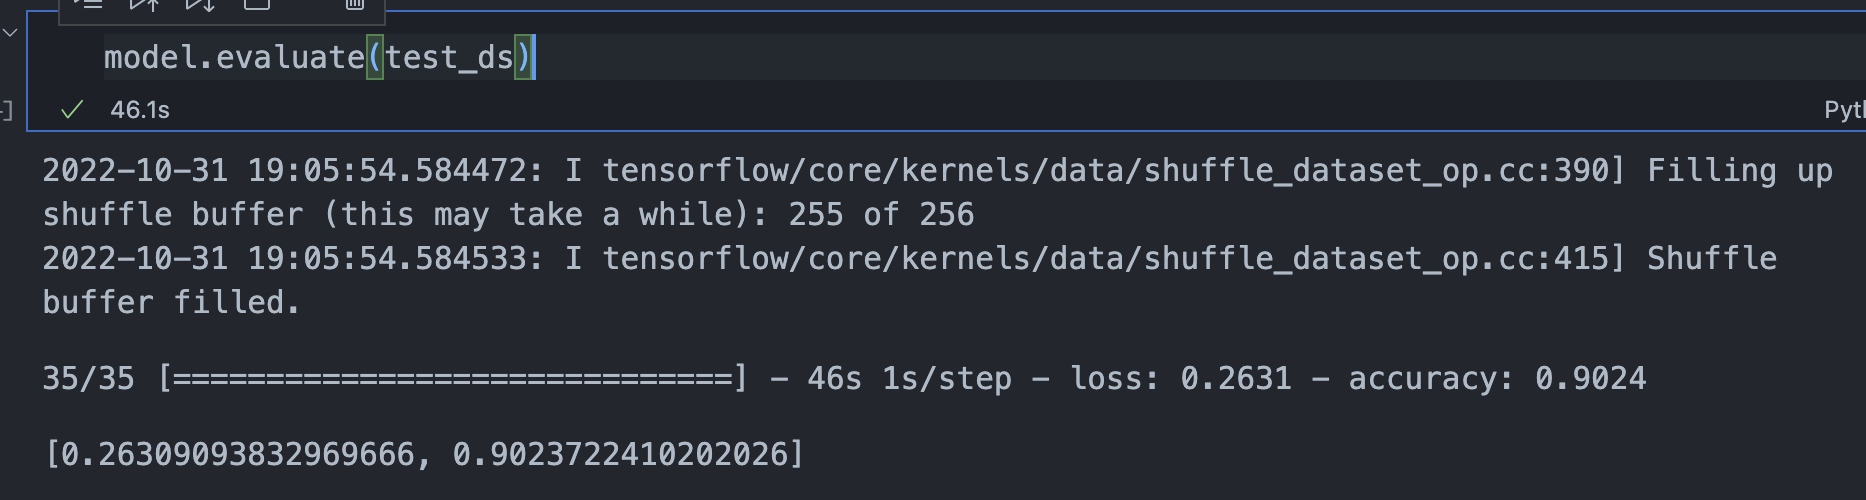 model.evaluate(test_ds)
46.1s
2022-10-31 19:05:54.584472: I tensorflow/core/kernels/data/shuffle_dataset_op.cc:390] Filling up
shuffle buffer (this may take a while): 255 of 256
2022-10-31 19:05:54.584533: I tensorflow/core/kernels/data/shuffle_dataset_op.cc:415] Shuffle
buffer filled.
35/35 [==============================] - 46s 1s/step - loss: 0.2631 - accuracy: 0.9024
[0.26309093832969666, 0.9023722410202026]